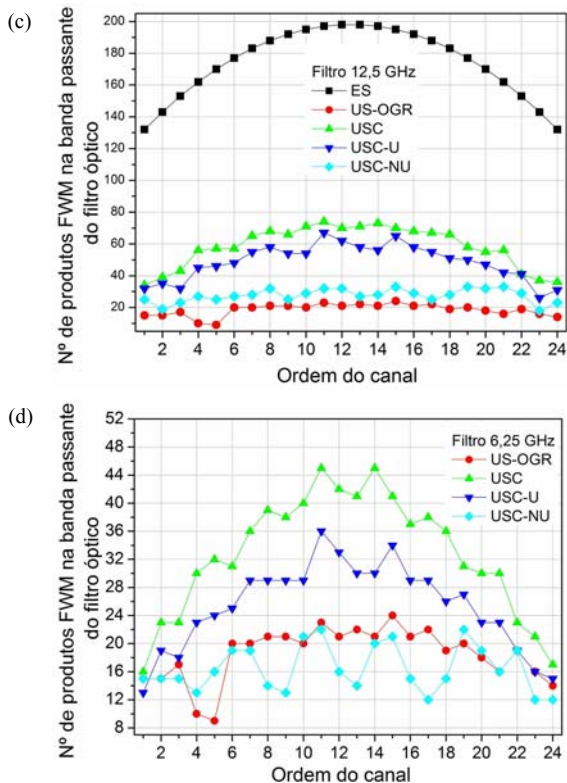 (c)
Nº de produtos FWM na banda passante
do filtro óptico
200
180
160
140
120
100
80
60
40
20
Filtro 12,5 GHz
ES
US-OGR
USC
USC-U
USC-NU
2 4 6 8 10 12 14 16 18 20 22 24
Ordem do canal
(d)
Nº de produtos FWM na banda passante
do filtro óptico
52
48
44
40
36
32
28
24
20
16
12
8
Filtro 6,25 GHz
US-OGR
USC
USC-U
USC-NU
2 4 6 8 10 12 14 16 18 20 22 24
Ordem do canal